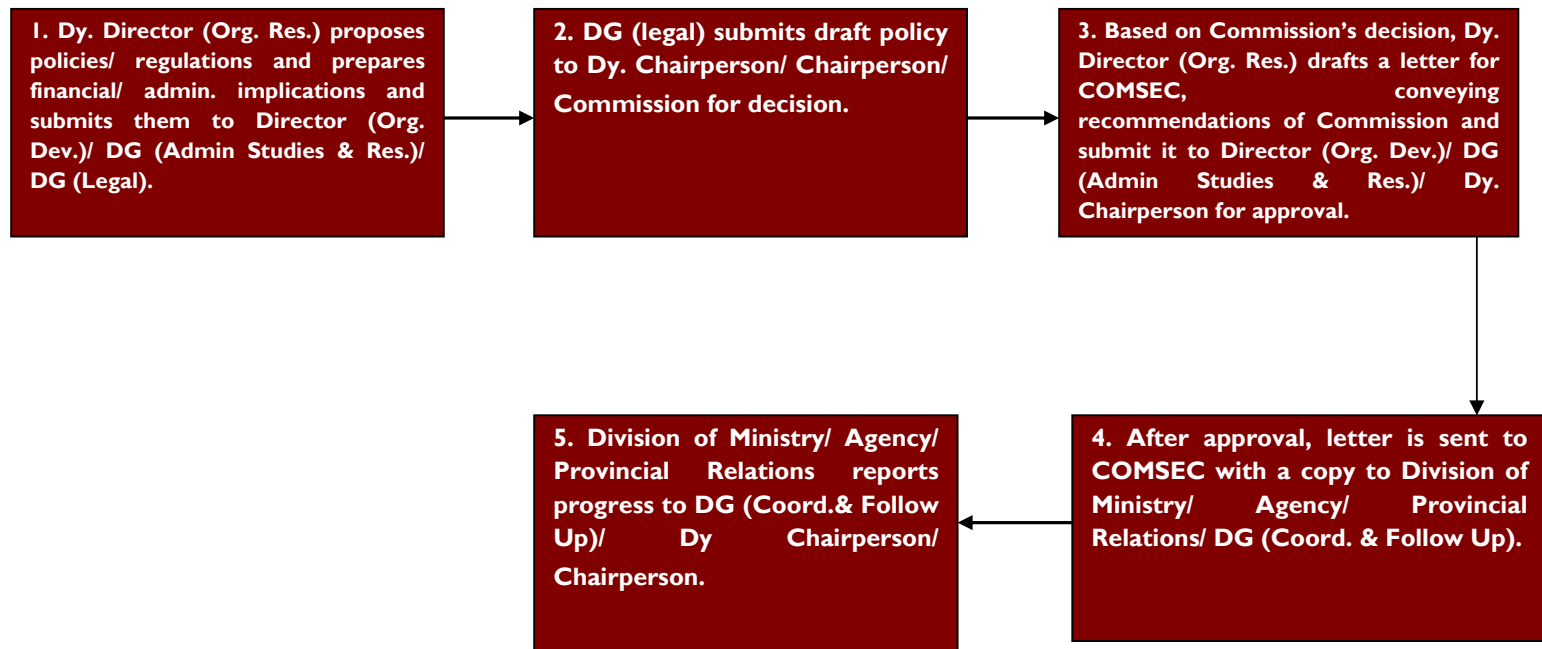 1. Dy. Director (Org. Res.) proposes
policies/ regulations and prepares
financial/ admin. implications and
submits them to Director (Org.
Dev.)/ DG (Admin Studies & Res.)/
DG (Legal).
2. DG (legal) submits draft policy
to Dy. Chairperson/ Chairperson/
Commission for decision.
3. Based on Commission’s decision, Dy.
Director (Org. Res.) drafts a letter for
COMSEC, conveying
recommendations of Commission and
submit it to Director (Org. Dev.)/ DG
(Admin Studies & Res.)/ Dy.
Chairperson for approval.
4. After approval, letter is sent to
COMSEC with a copy to Division of
Ministry/ Agency/ Provincial
Relations/ DG (Coord. & Follow Up).
5. Division of Ministry/ Agency/
Provincial Relations reports
progress to DG (Coord.& Follow
Up)/ Dy Chairperson/
Chairperson.